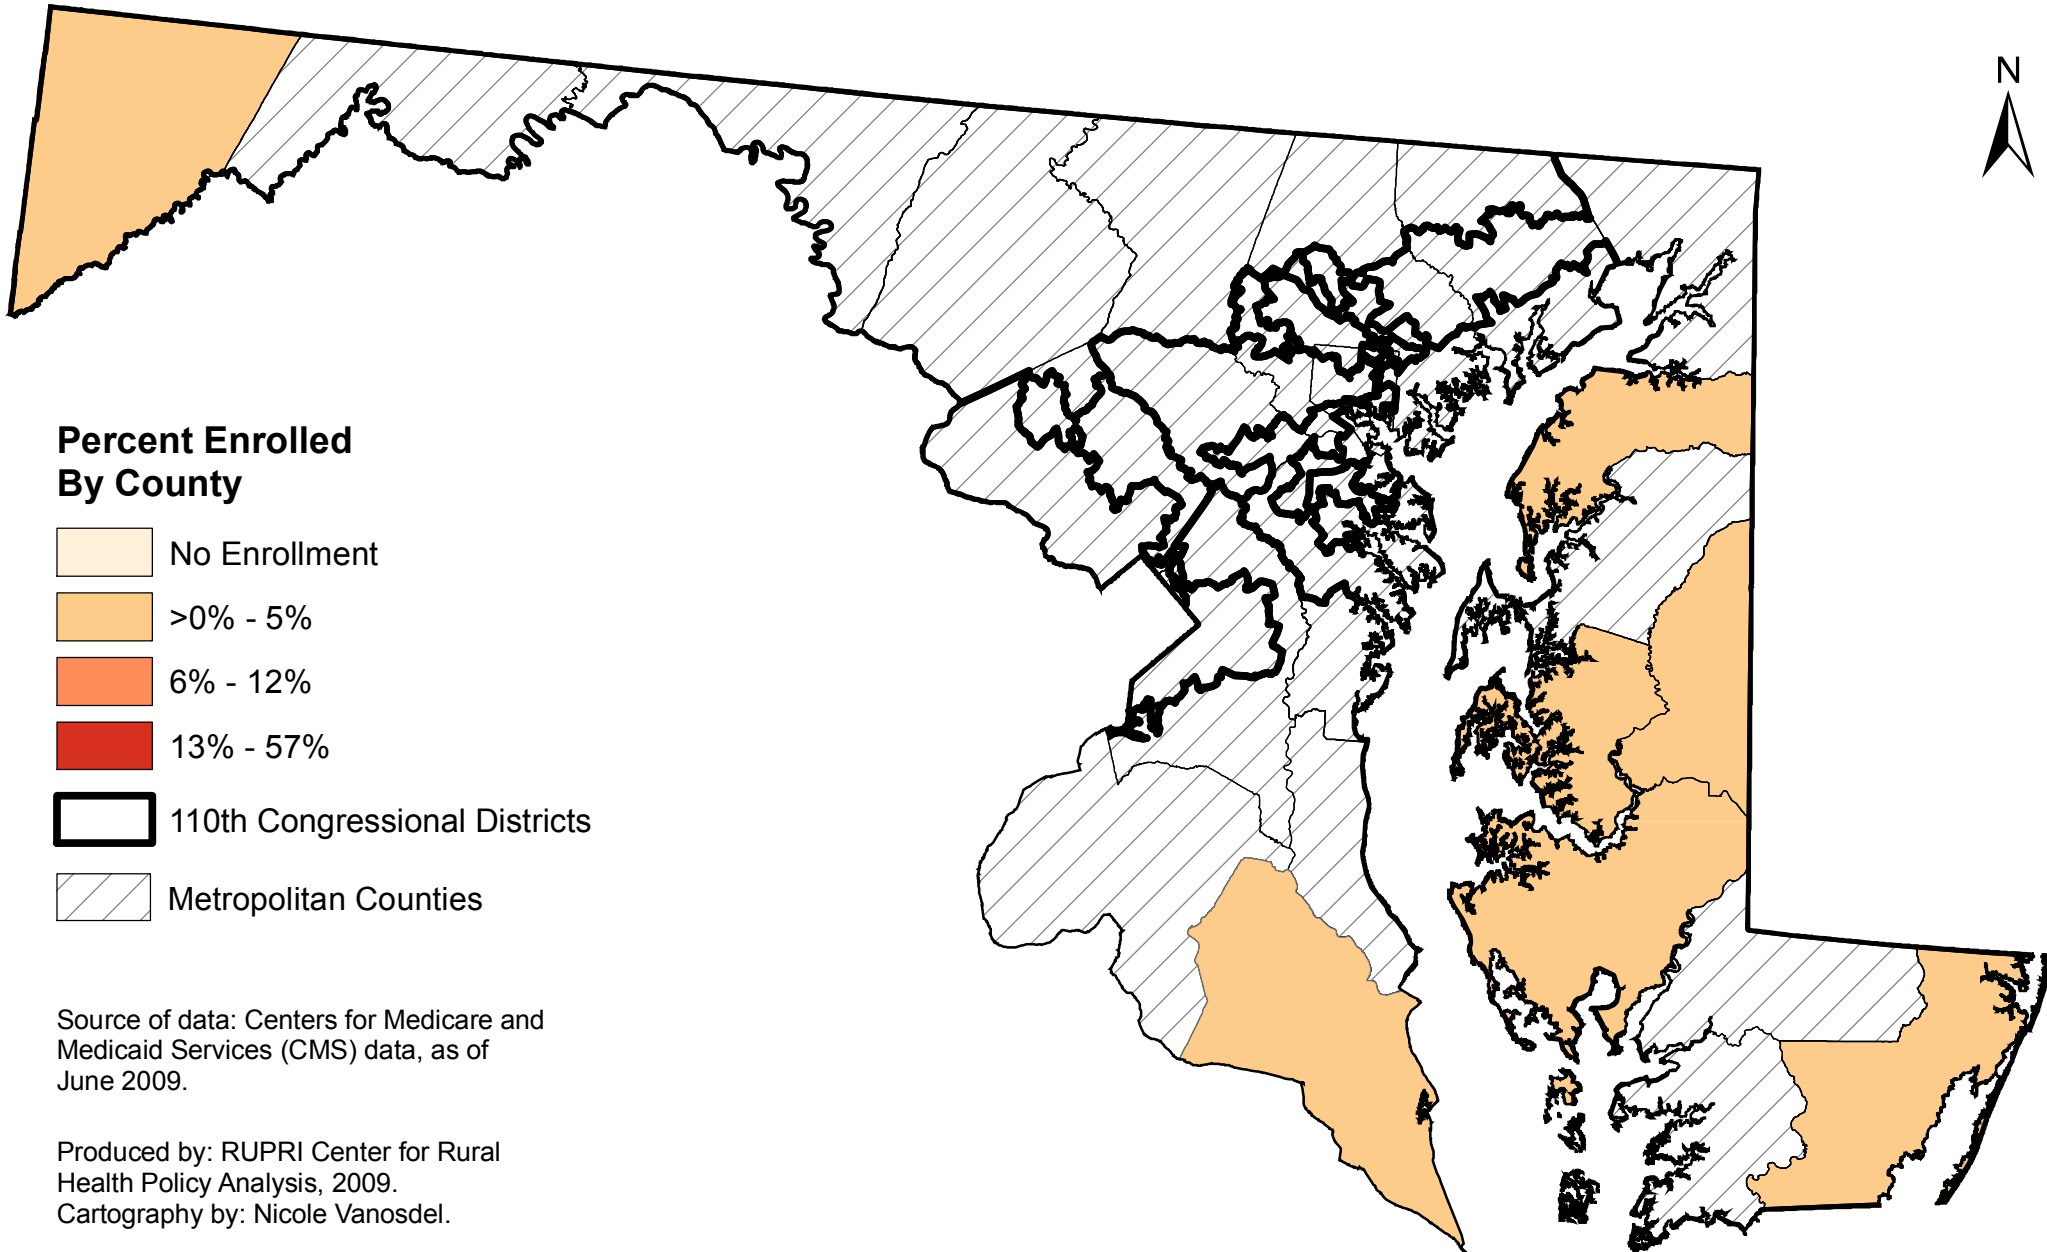 N
Percent Enrolled
By County
No Enrollment
>0% - 5%
6% - 12%
13% - 57%
110th Congressional Districts
Metropolitan Counties
Source of data: Centers for Medicare and
Medicaid Services (CMS) data, as of
June 2009.
Produced by: RUPRI Center for Rural
Health Policy Analysis, 2009.
Cartography by: Nicole Vanosdel.